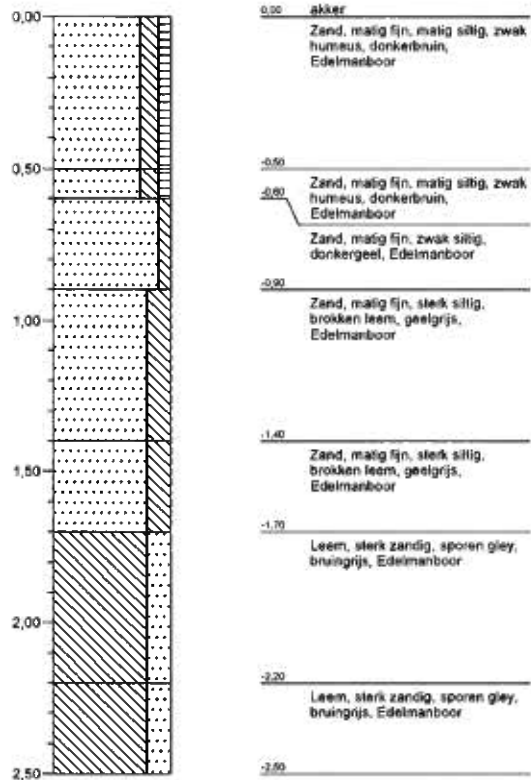 0,00
0,50
1,00
1,50
2,00
2,50
0,00 akker
Zand, matig fijn, matig siltig, zwak
humeus, donkerbruin,
Edelmanboor
-0,50
Zand, matig fijn, matig siltig, zwak
humeus, donkerbruin,
Edelmanboor
-0,60
Zand, matig fijn, zwak siltig,
donkergeel, Edelmanboor
-0,90
Zand, matig fijn, sterk siltig,
brokken leem, geelgrijs,
Edelmanboor
-1,40
Zand, matig fijn, sterk siltig,
brokken leem, geelgrijs,
Edelmanboor
-1,70
Leem, sterk zandig, sporen gley,
bruingrijs, Edelmanboor
-2,20
Leem, sterk zandig, sporen gley,
bruingrijs, Edelmanboor
-2,50